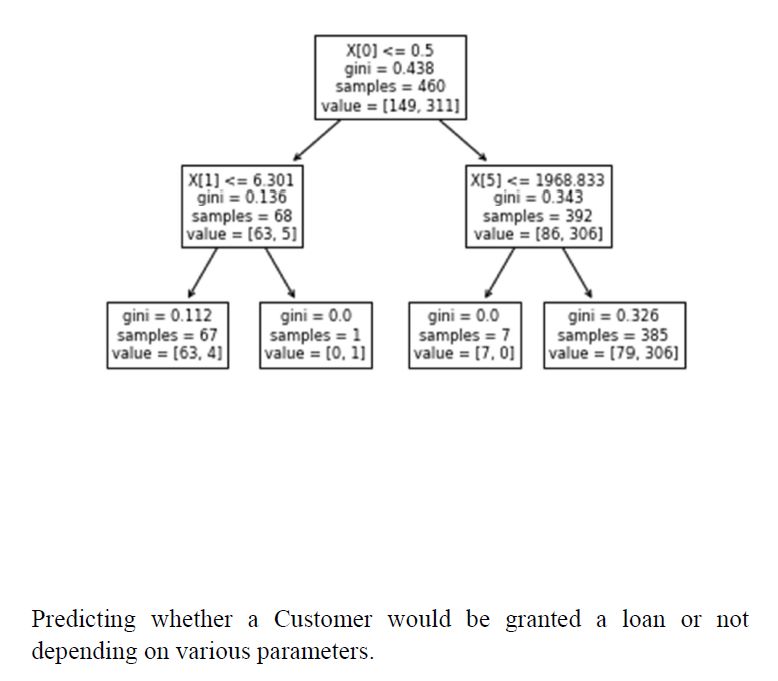 X[0] <= 0.5
gini = 0.438
samples = 460
value = [149, 311]
X[1] <= 6.301
gini = 0.136
samples = 68
value = [63, 5]
X[5] <= 1968.833
gini = 0.343
samples = 392
value = [86, 306]
gini = 0.112
samples = 67
value = [63, 4]
gini = 0.0
samples = 1
value = [0, 1]
gini = 0.0
samples = 7
value = [7, 0]
gini = 0.326
samples = 385
value = [79, 306]
Predicting whether a Customer would be granted a loan or not
depending on various parameters.